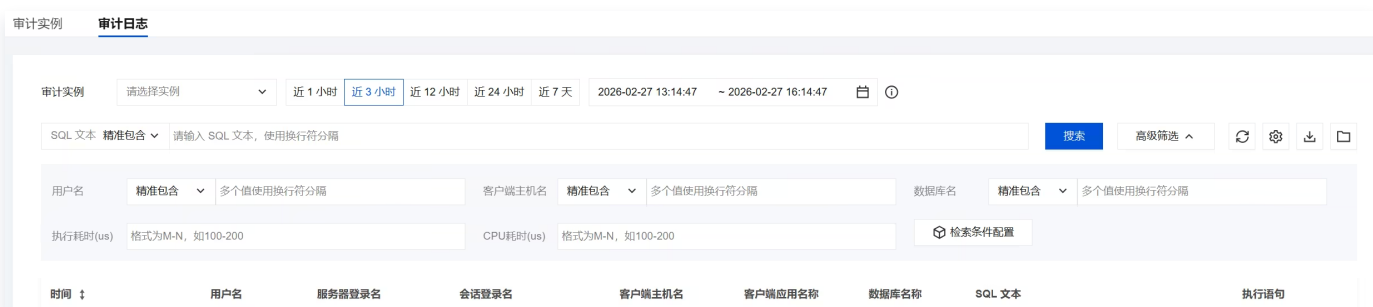 审计实例 审计日志
审计实例 请选择实例 近 1 小时 近 3 小时 近 12 小时 近 24 小时 近 7 天 2026-02-27 13:14:47 ~ 2026-02-27 16:14:47
SQL 文本 精准包含 请输入 SQL 文本，使用换行符分隔 搜索 高级筛选
用户名 精准包含 多个值使用换行符分隔 客户端主机名 精准包含 多个值使用换行符分隔 数据库名 精准包含 多个值使用换行符分隔
执行耗时(us) 格式为M-N，如100-200 CPU耗时(us) 格式为M-N，如100-200 检索条件配置
时间 用户名 服务器登录名 会话登录名 客户端主机名 客户端应用名称 数据库名称 SQL 文本 执行语句